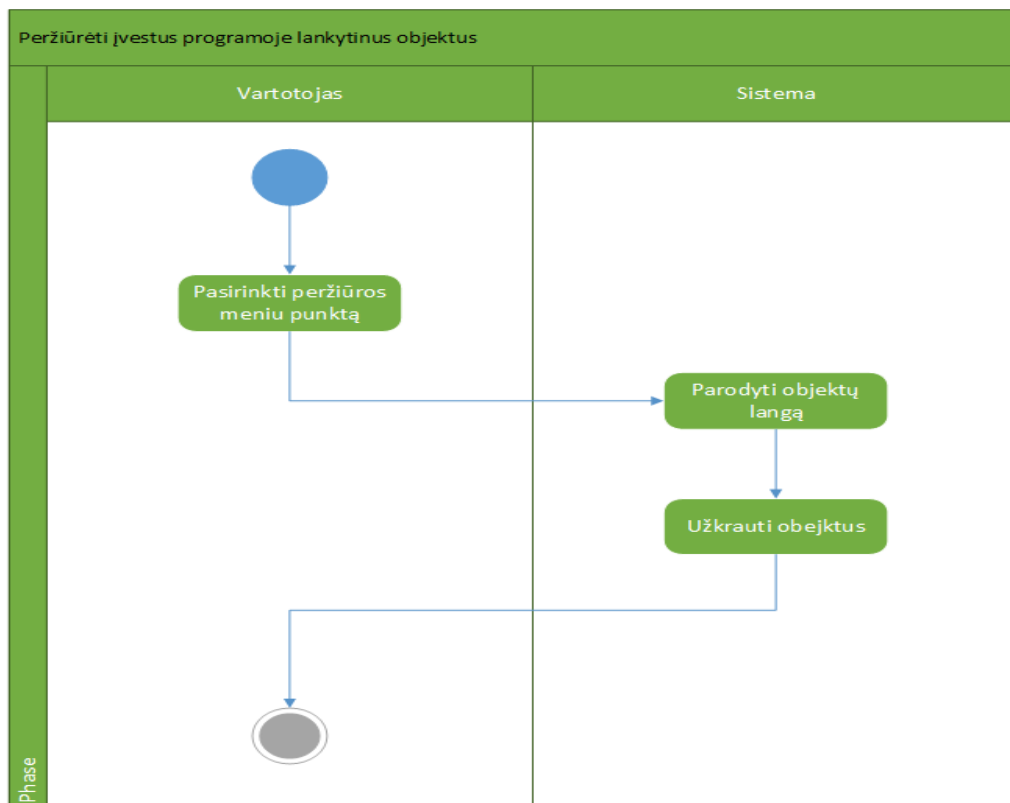 Peržiūrėti įvestus programoje lankytinus objektus
Vartotojas
Sistema
Pasirinkti peržiūros
meniu punktą
Parodyti objektų
langą
Užkrauti obejktus
Phase